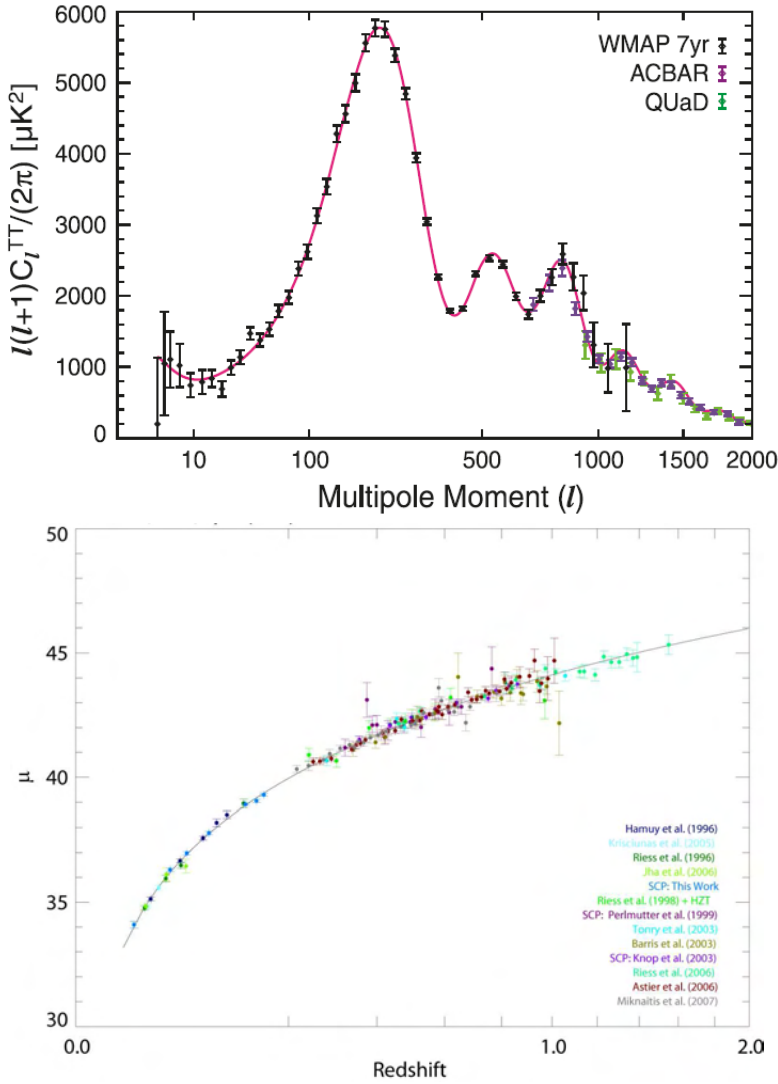 6000
5000
4000
3000
2000
1000
0
l(l+1)C_l^TT/(2π) [μK²]
WMAP 7yr
ACBAR
QUaD
10 100 500 1000 1500 2000
Multipole Moment (l)
50
45
40
35
30
μ
Hamuy et al. (1996)
Krisciunas et al. (2005)
Riess et al. (1996)
Jha et al. (2006)
SCP: This Work
Riess et al. (1998) + HZT
SCP: Perlmutter et al. (1999)
Tonry et al. (2003)
Barris et al. (2003)
SCP: Knop et al. (2003)
Riess et al. (2006)
Astier et al. (2006)
Miknaitis et al. (2007)
0.0 1.0 2.0
Redshift